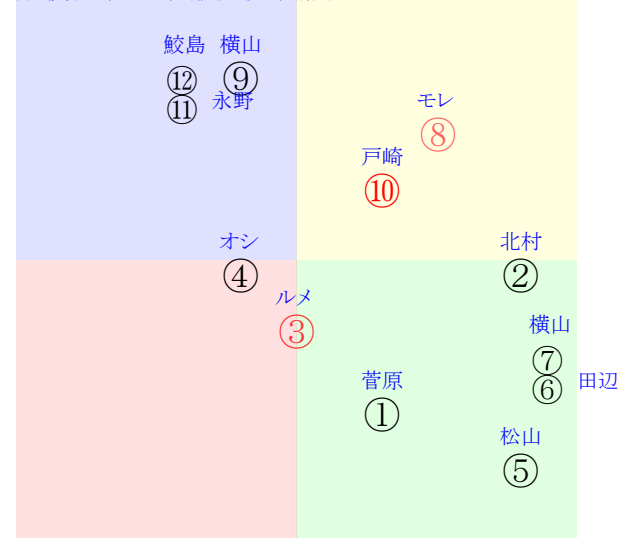 鮫島 横山
⑫ ⑨
⑪ 永野
モレ
⑧
戸崎
⑩
オシ 北村
④ ②
ルメ
③
横山
⑦
⑥ 田辺
菅原
①
松山
⑤